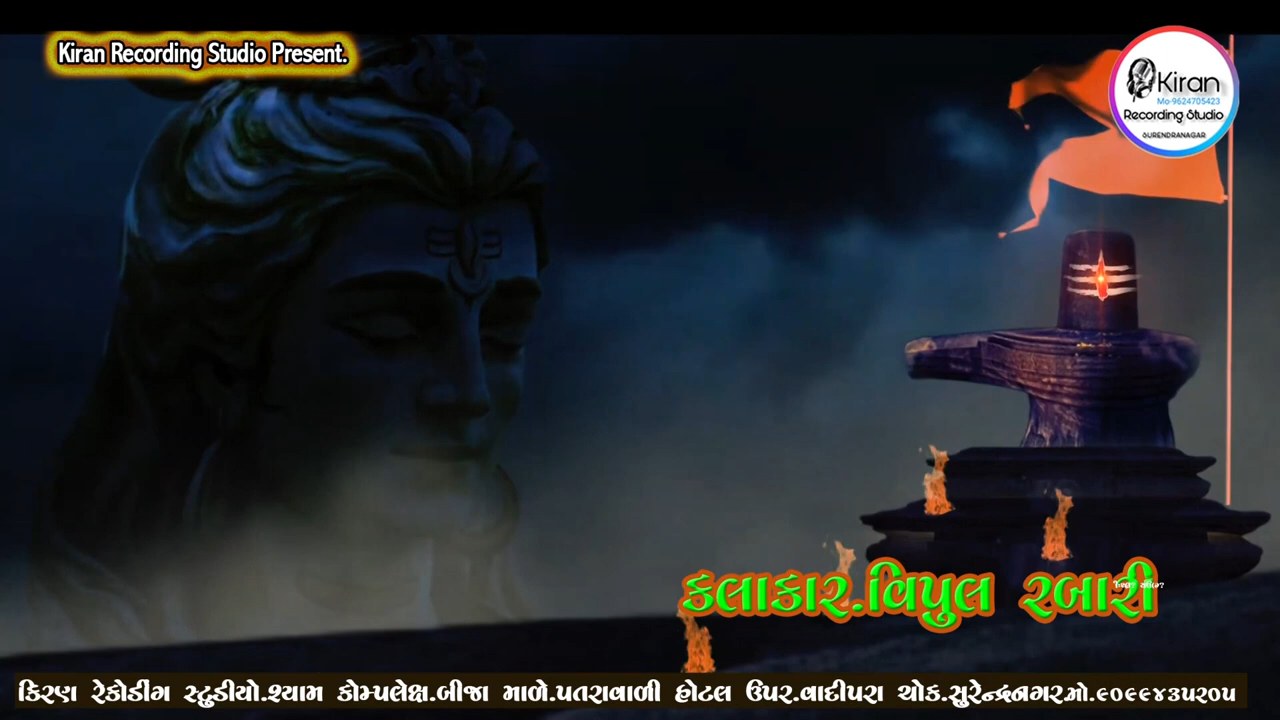 Kiran Recording Studio Present.
Kiran
Mo-9624705423
Recording Studio
SURENDRANAGAR
કલાકાર.વિપુલ રબારી
કિરણ રેકોડીંગ સ્ટુડીયો.શ્યામ કોમ્પલેક્ષ.બીજા માળે.પતરાવાળી હોટલ ઉપર.વાદીપરા ચોક.સુરેન્દ્રનગર.મો.૯૦૯૯૪૩૫૨૦૫